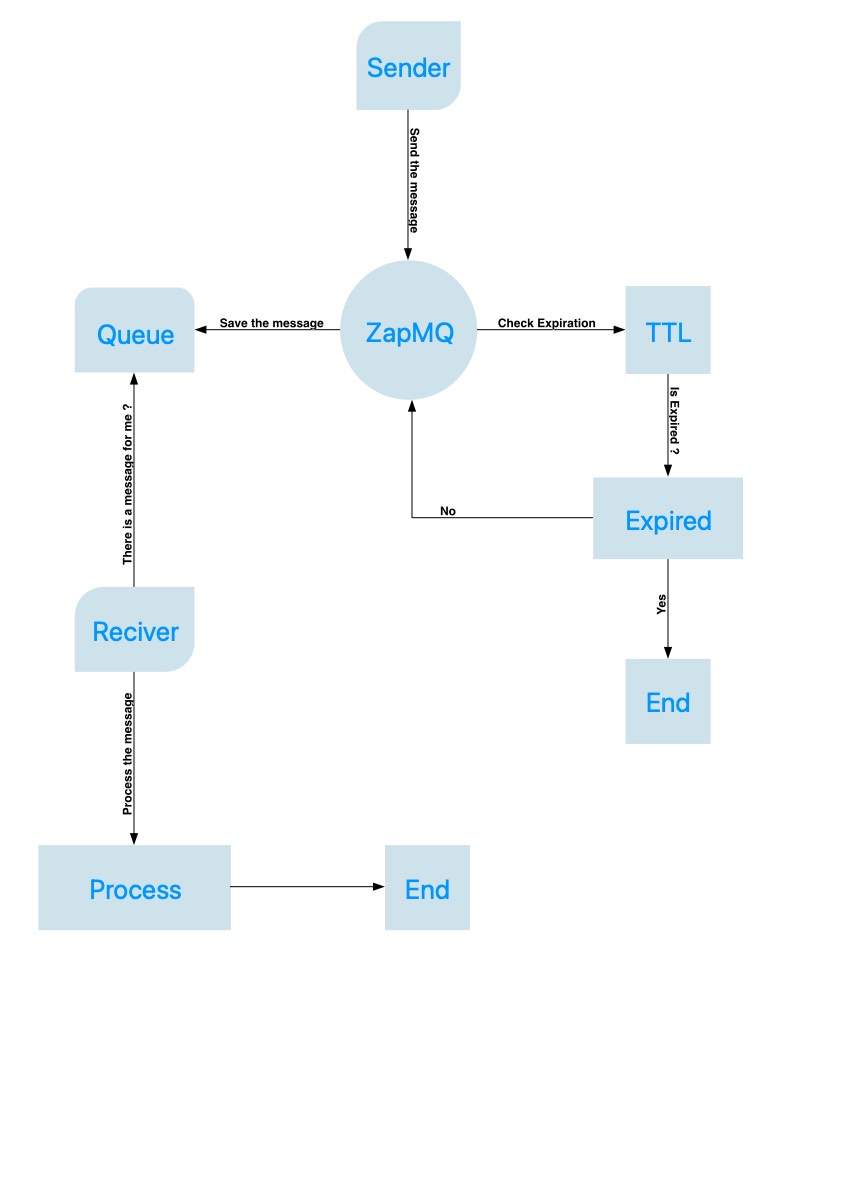 Sender
Send the message
Queue
Save the message
ZapMQ
Check Expiration
TTL
Is Expired ?
There is a message for me ?
No
Expired
Yes
Reciver
End
Process the message
Process
End